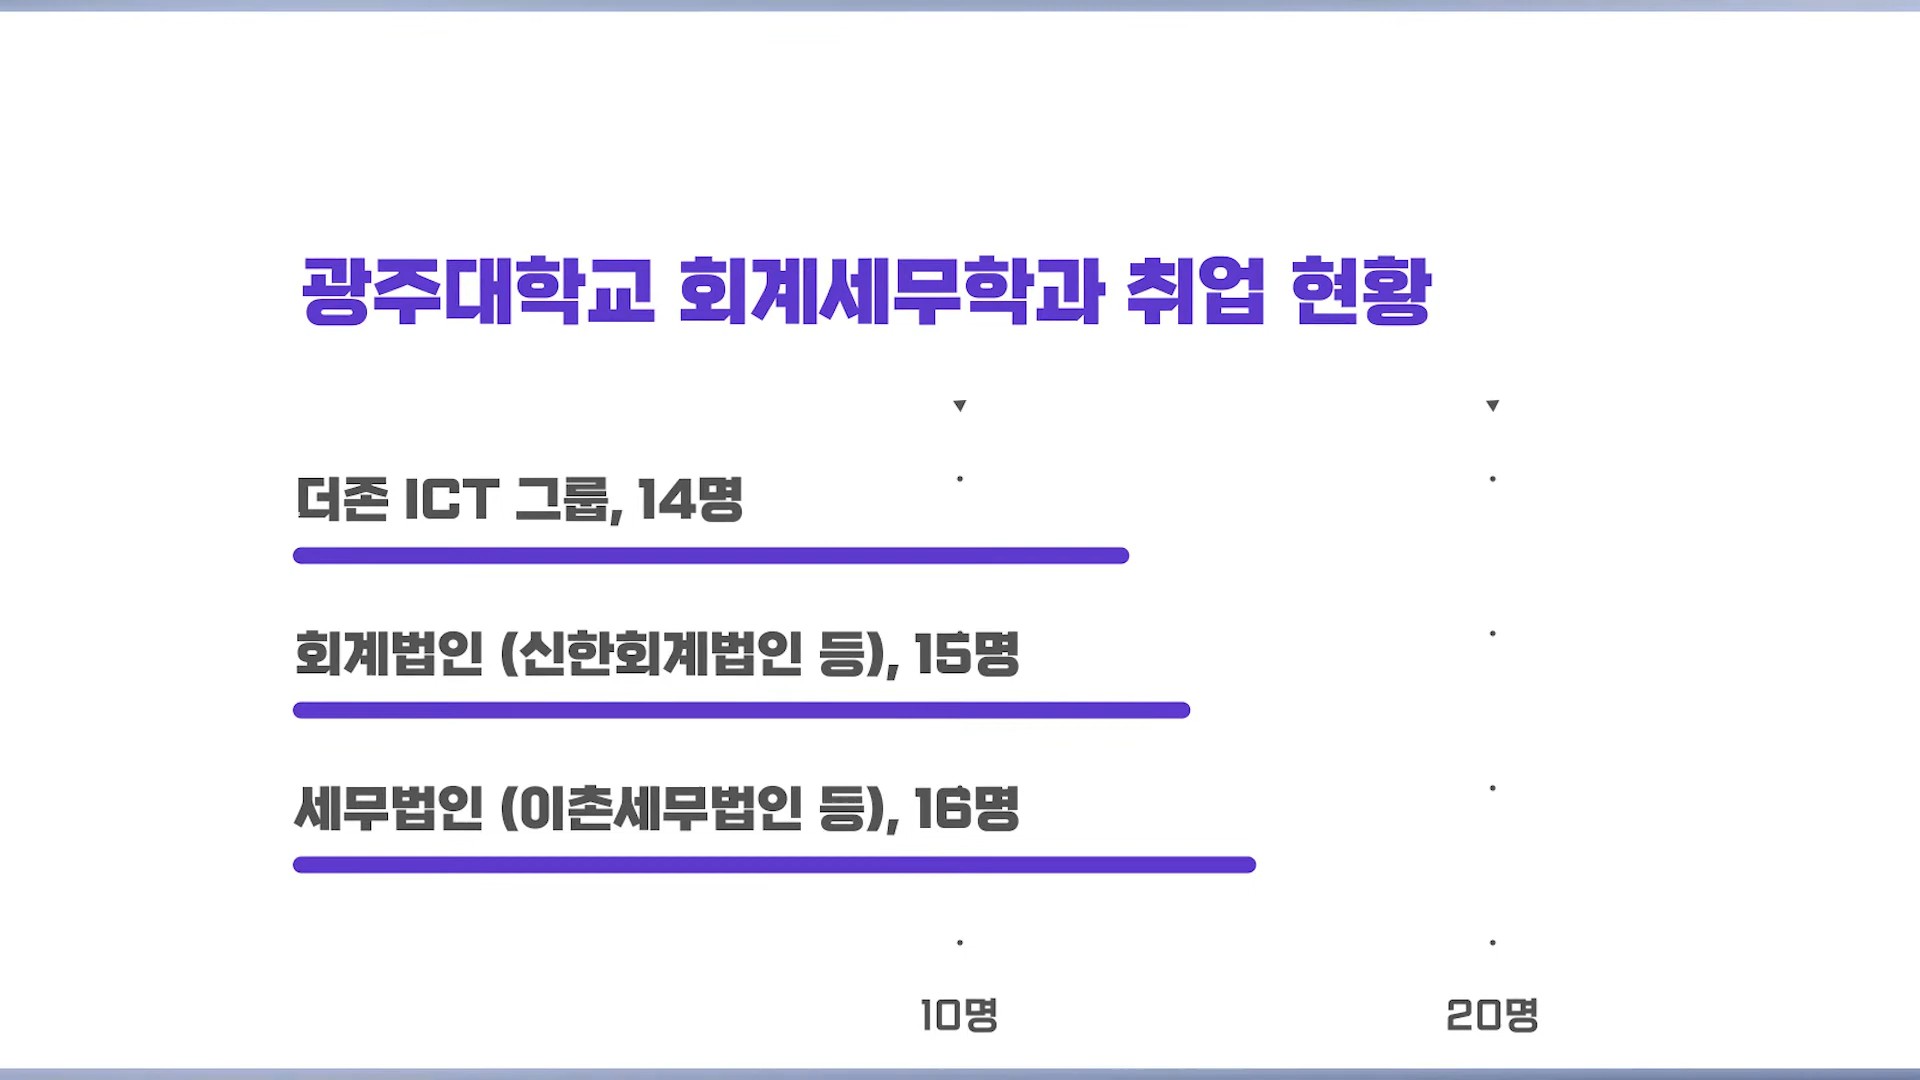 광주대학교 회계세무학과 취업 현황
더존 ICT 그룹, 14명
회계법인 (신한회계법인 등), 15명
세무법인 (이촌세무법인 등), 16명
10명 20명